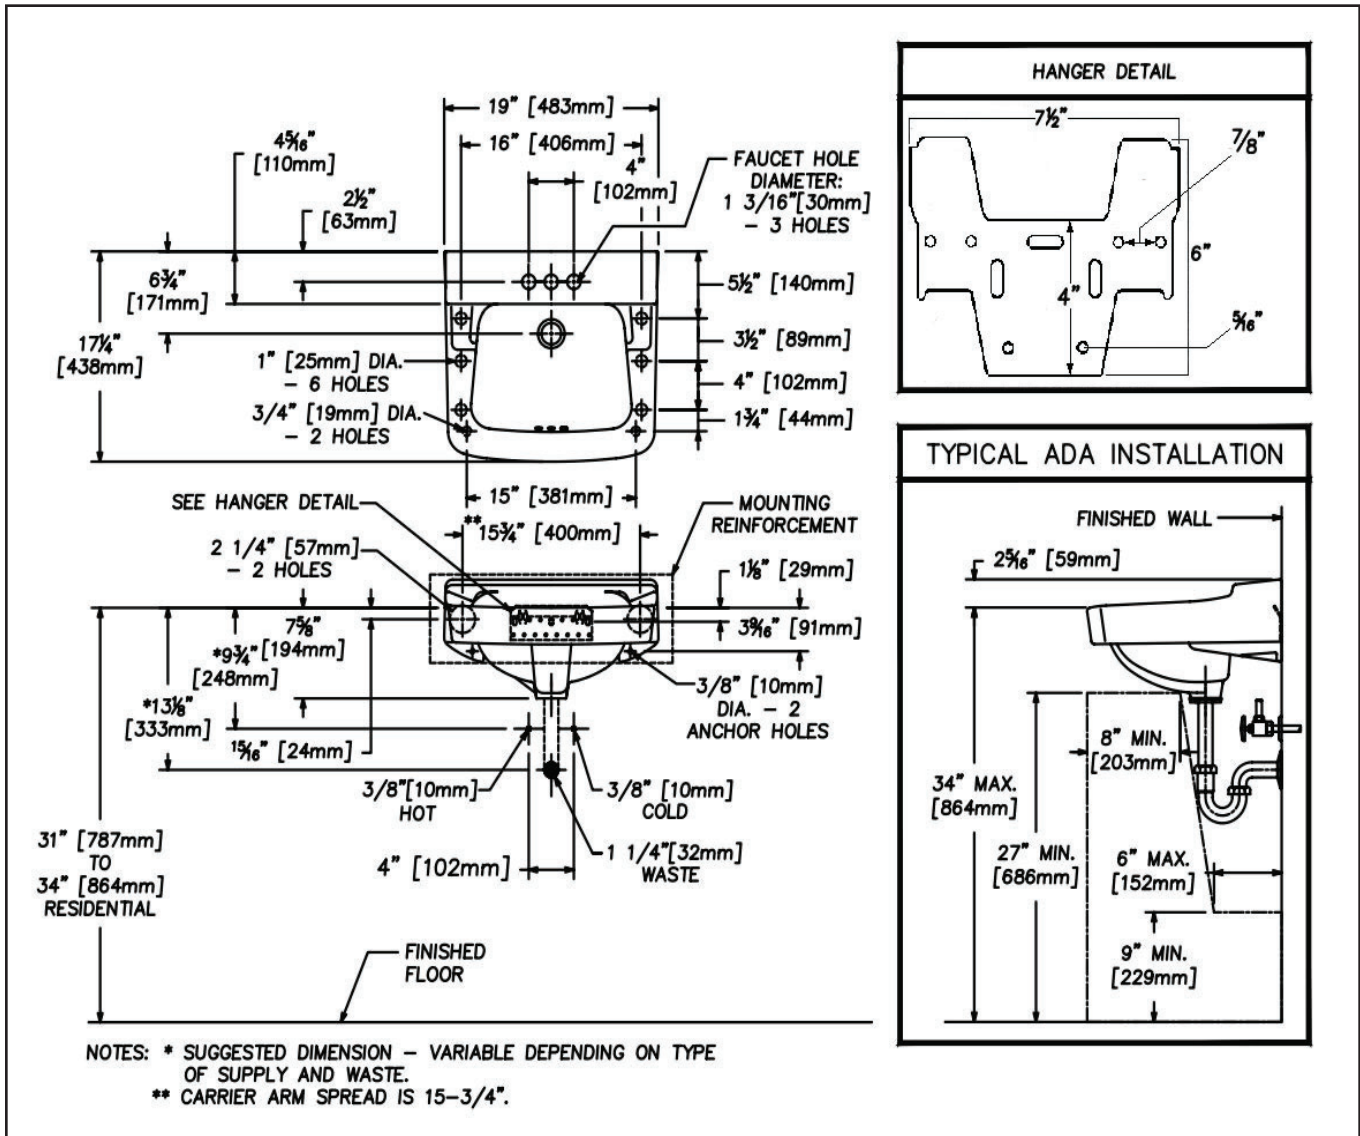 19" [483mm]
16" [406mm]
4"
[102mm]
4 5/16"
[110mm]
2½"
[63mm]
FAUCET HOLE
DIAMETER:
1 3/16"[30mm]
- 3 HOLES
6¾"
[171mm]
17¼"
[438mm]
5½" [140mm]
3½" [89mm]
4" [102mm]
1¾" [44mm]
1" [25mm] DIA.
- 6 HOLES
3/4" [19mm] DIA.
- 2 HOLES
15" [381mm]
SEE HANGER DETAIL
**15¾" [400mm]
MOUNTING
REINFORCEMENT
2 1/4" [57mm]
- 2 HOLES
1⅛" [29mm]
3 9/16" [91mm]
7⅝"
[194mm]
*9¾"
[248mm]
*13⅛"
[333mm]
15/16" [24mm]
3/8" [10mm]
DIA. - 2
ANCHOR HOLES
3/8"[10mm]
HOT
3/8" [10mm]
COLD
4" [102mm]
1 1/4"[32mm]
WASTE
31" [787mm]
TO
34" [864mm]
RESIDENTIAL
FINISHED
FLOOR
NOTES: * SUGGESTED DIMENSION - VARIABLE DEPENDING ON TYPE
OF SUPPLY AND WASTE.
** CARRIER ARM SPREAD IS 15-3/4".
HANGER DETAIL
7½"
7/8"
6"
4"
5/16"
TYPICAL ADA INSTALLATION
FINISHED WALL
2 5/16" [59mm]
8" MIN.
[203mm]
34" MAX.
[864mm]
27" MIN.
[686mm]
6" MAX.
[152mm]
9" MIN.
[229mm]